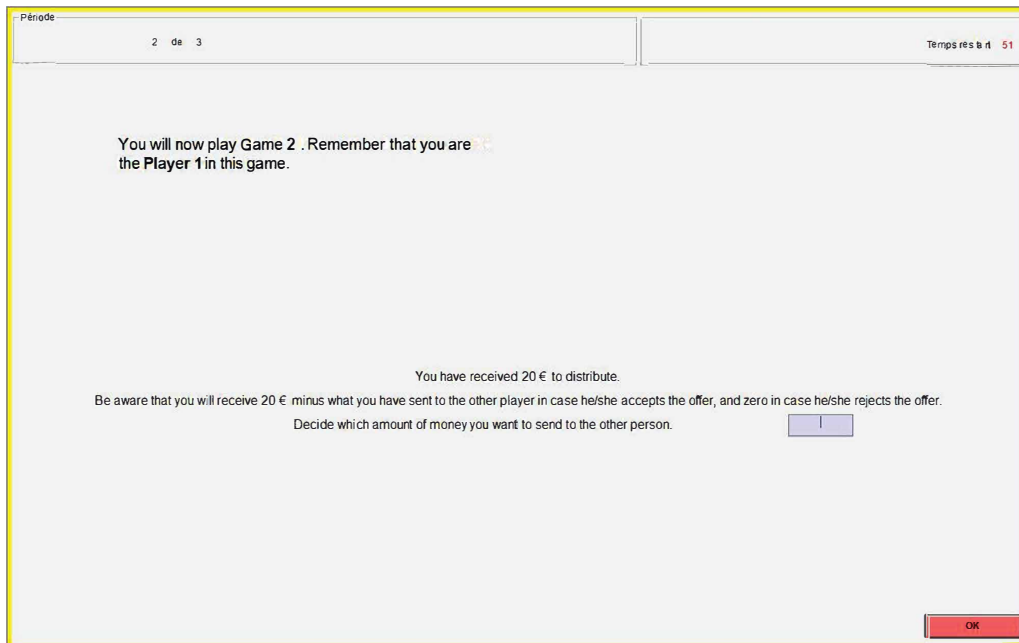 Période
2 de 3
Temps restant 51
You will now play Game 2 . Remember that you are
the Player 1 in this game.
You have received 20 € to distribute.
Be aware that you will receive 20 € minus what you have sent to the other player in case he/she accepts the offer, and zero in case he/she rejects the offer.
Decide which amount of money you want to send to the other person.
OK